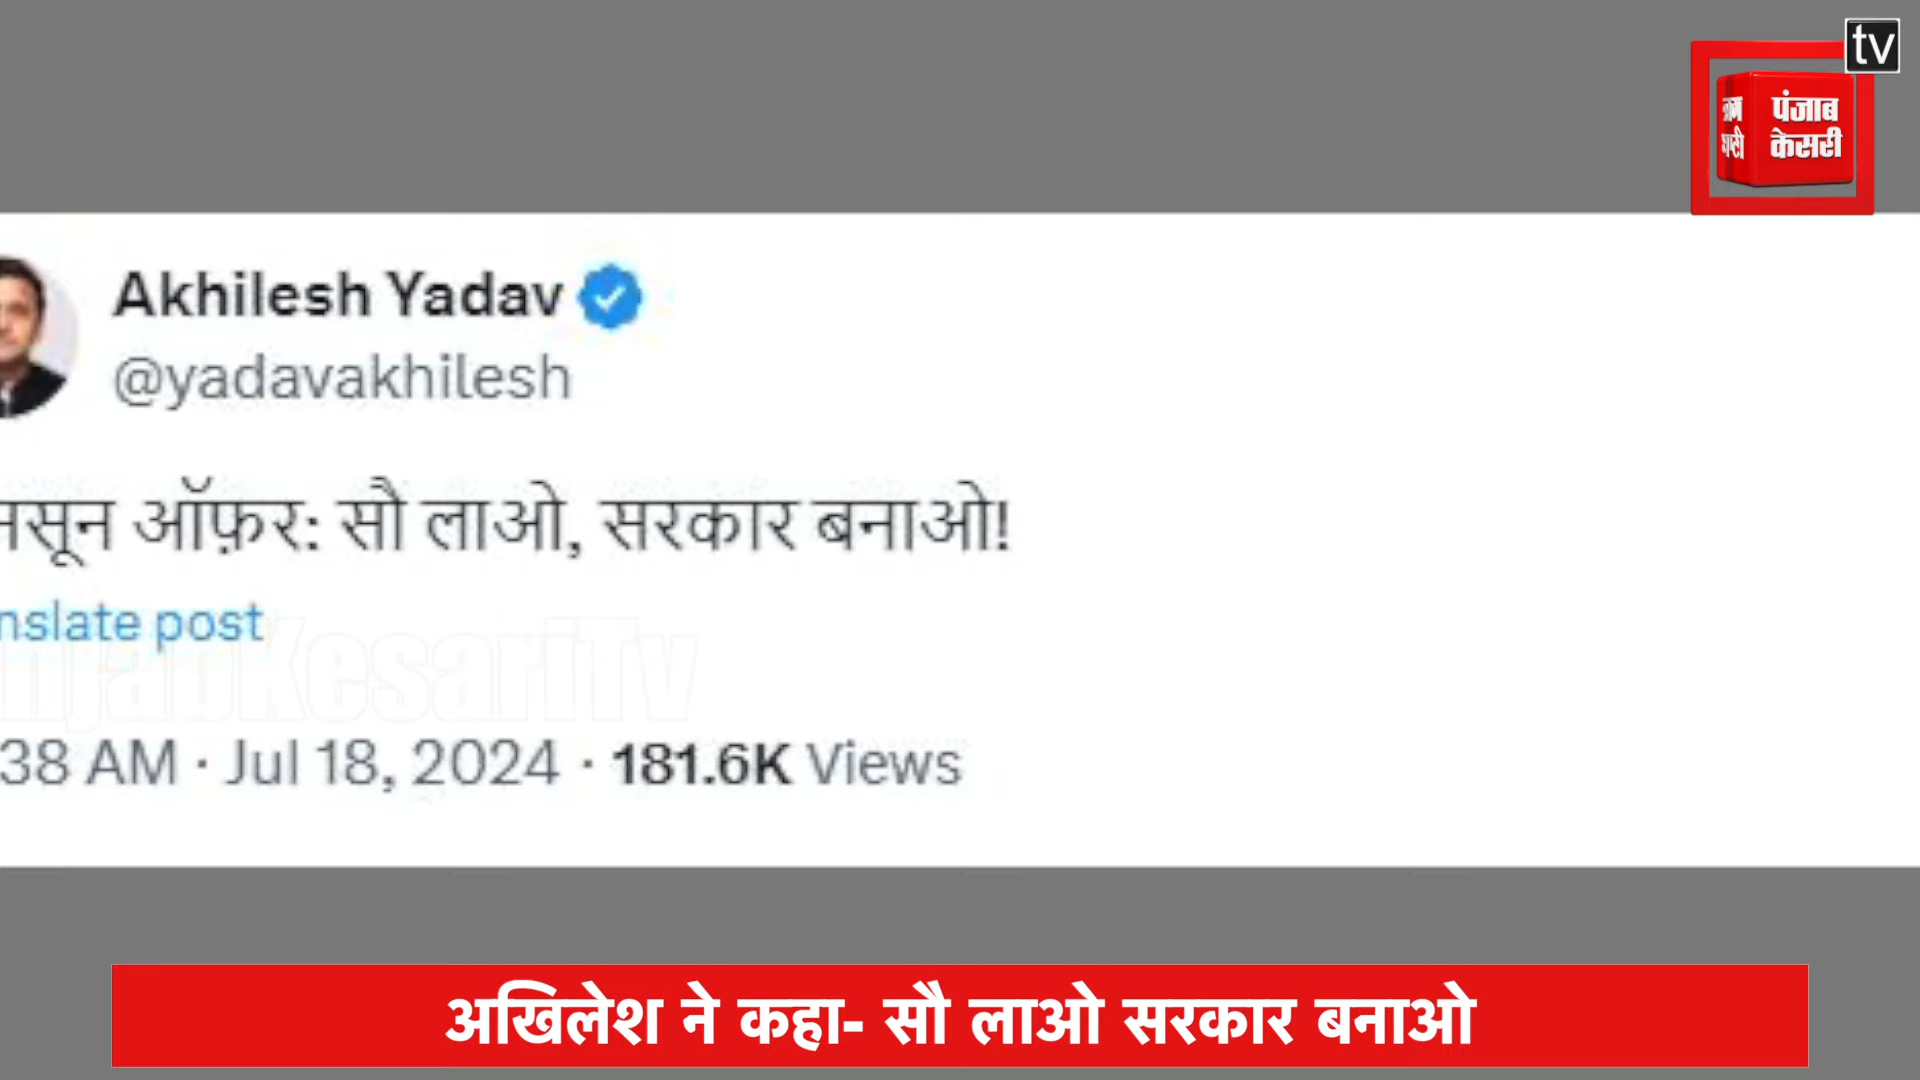 tv
पंजाब
केसरी
Akhilesh Yadav
@yadavakhilesh
ऑफ़र: सौ लाओ, सरकार बनाओ!
nslate post
njabKesariTv
38 AM · Jul 18, 2024 · 181.6K Views
अखिलेश ने कहा- सौ लाओ सरकार बनाओ